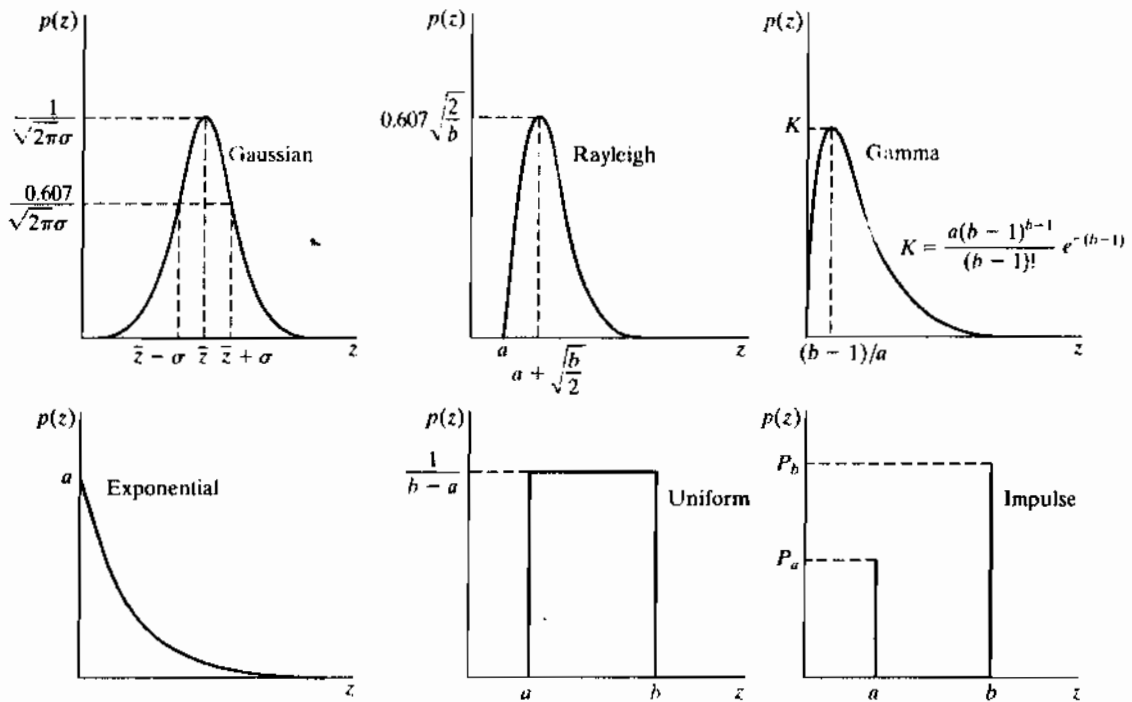 p(z)
1/√2πσ
0.607/√2πσ
Gaussian
z̄ − σ z̄ z̄ + σ z
p(z)
0.607 √2/b
Rayleigh
a z
a + √b/2
p(z)
K
Gamma
K = a(b − 1)^b−1/(b − 1)! e^−(b−1)
(b − 1)/a z
p(z)
a
Exponential
z
p(z)
1/b − a
Uniform
a b z
p(z)
P_b
Impulse
P_a
a b z